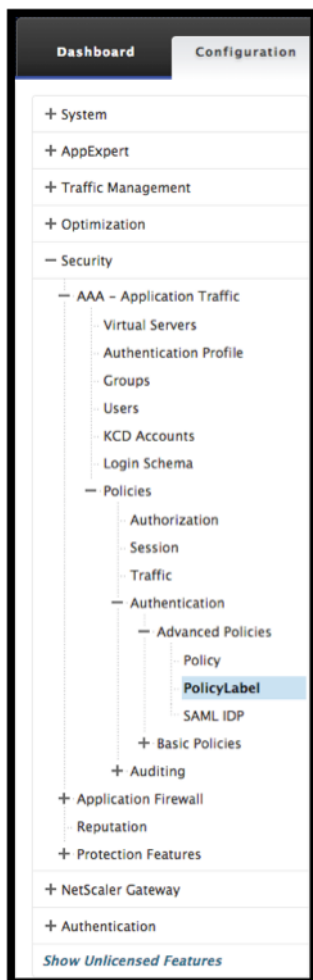 Dashboard Configuration
System
AppExpert
Traffic Management
Optimization
Security
AAA - Application Traffic
Virtual Servers
Authentication Profile
Groups
Users
KCD Accounts
Login Schema
Policies
Authorization
Session
Traffic
Authentication
Advanced Policies
Policy
PolicyLabel
SAML IDP
Basic Policies
Auditing
Application Firewall
Reputation
Protection Features
NetScaler Gateway
Authentication
Show Unlicensed Features